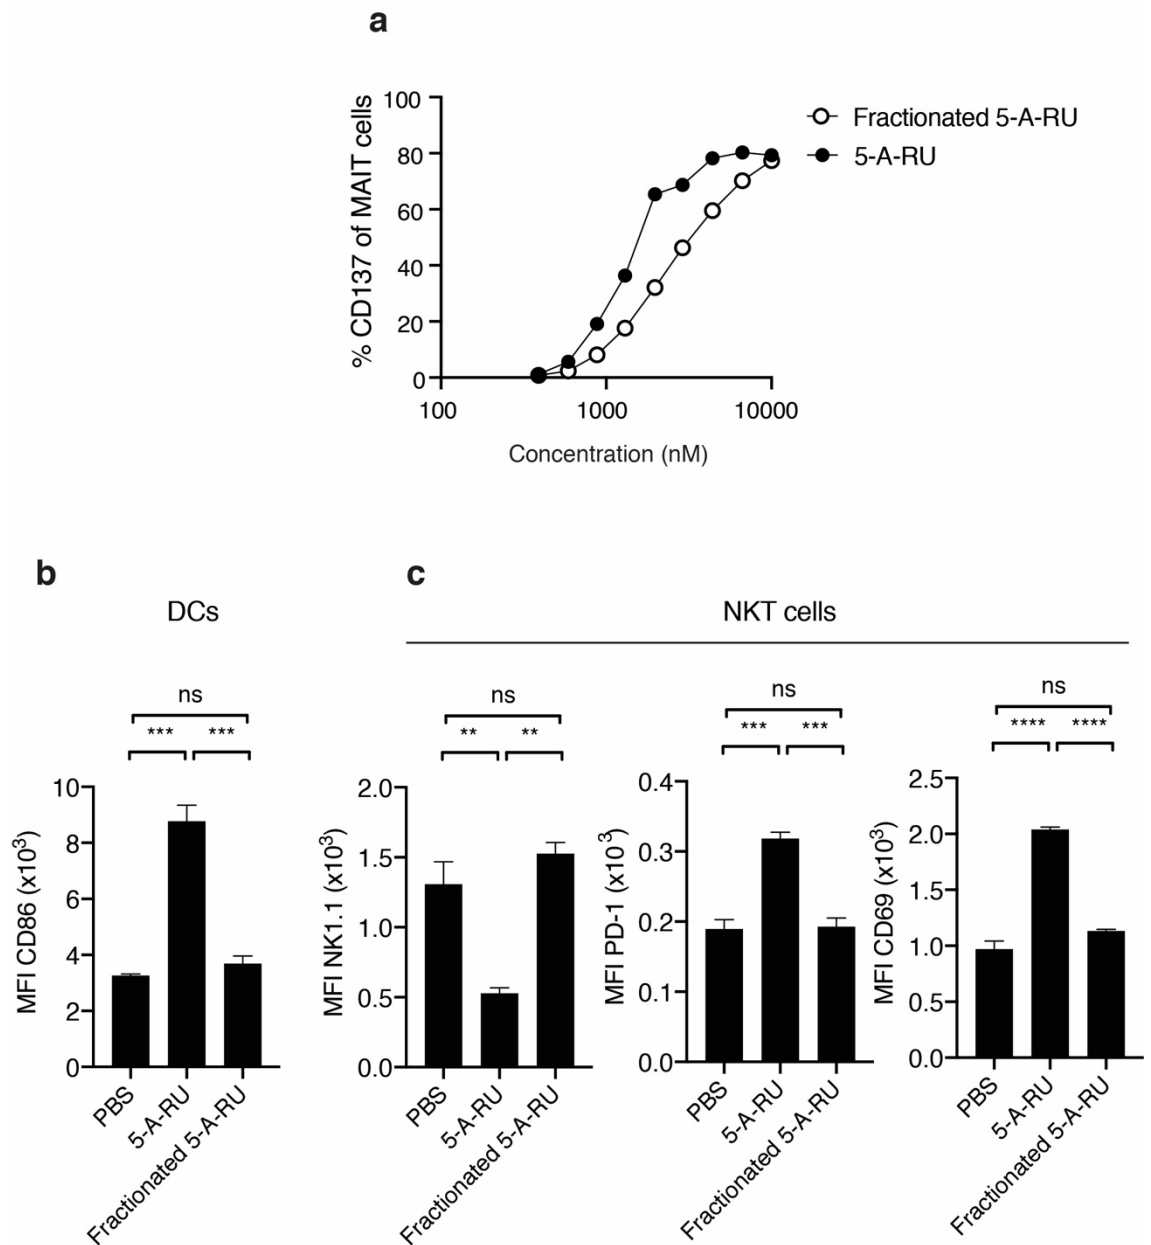 a
% CD137 of MAIT cells
100
80
60
40
20
0
100 1000 10000
Concentration (nM)
Fractionated 5-A-RU
5-A-RU
b
DCs
ns
*** ***
MFI CD86 (x10³)
10
8
6
4
2
0
PBS
5-A-RU
Fractionated 5-A-RU
c
NKT cells
ns
** **
MFI NK1.1 (x10³)
2.0
1.5
1.0
0.5
0.0
PBS
5-A-RU
Fractionated 5-A-RU
ns
*** ***
MFI PD-1 (x10³)
0.4
0.3
0.2
0.1
0.0
PBS
5-A-RU
Fractionated 5-A-RU
ns
**** ****
MFI CD69 (x10³)
2.5
2.0
1.5
1.0
0.5
0.0
PBS
5-A-RU
Fractionated 5-A-RU